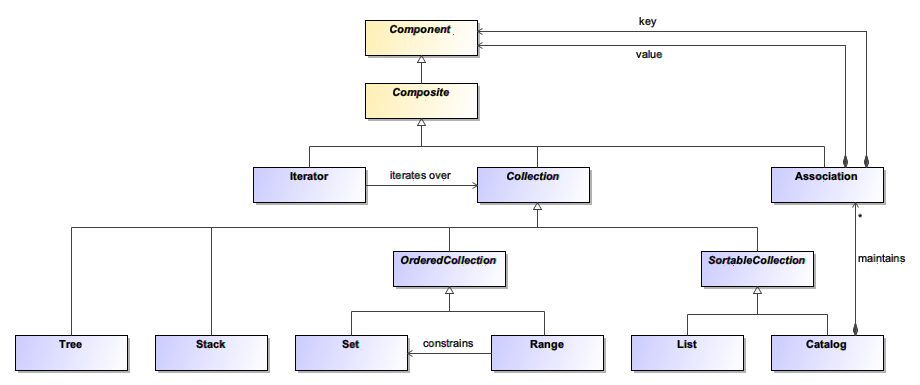 Component
key
value
Composite
Iterator
iterates over
Collection
Association
*
OrderedCollection
SortableCollection
maintains
Tree
Stack
Set
constrains
Range
List
Catalog